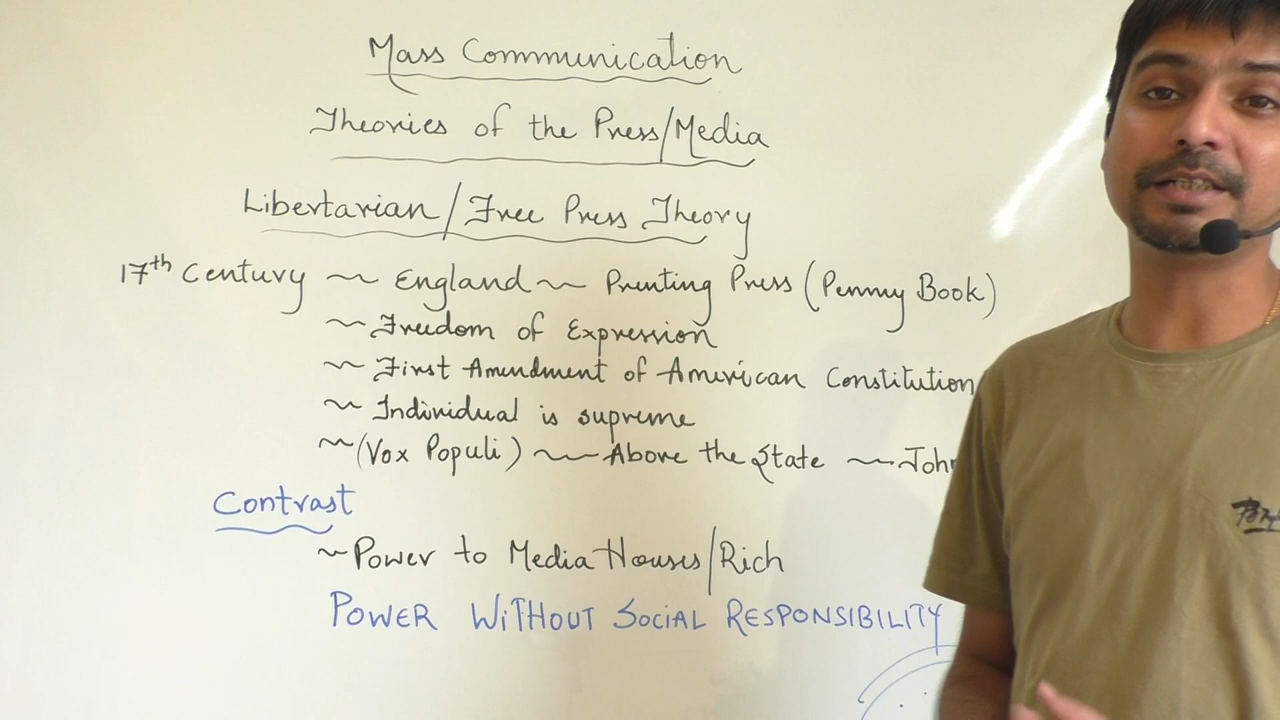 Mass Communication
Theories of the Press/Media
Libertarian/Free Press Theory
17th Century ~ England ~ Printing Press (Penny Book)
~ Freedom of Expression
~ First Amendment of American Constitution
~ Individual is supreme
~ (Vox Populi) ~ Above the State ~ Joh
Contrast
~ Power to Media Houses/Rich
POWER WITHOUT SOCIAL RESPONSIBILITY